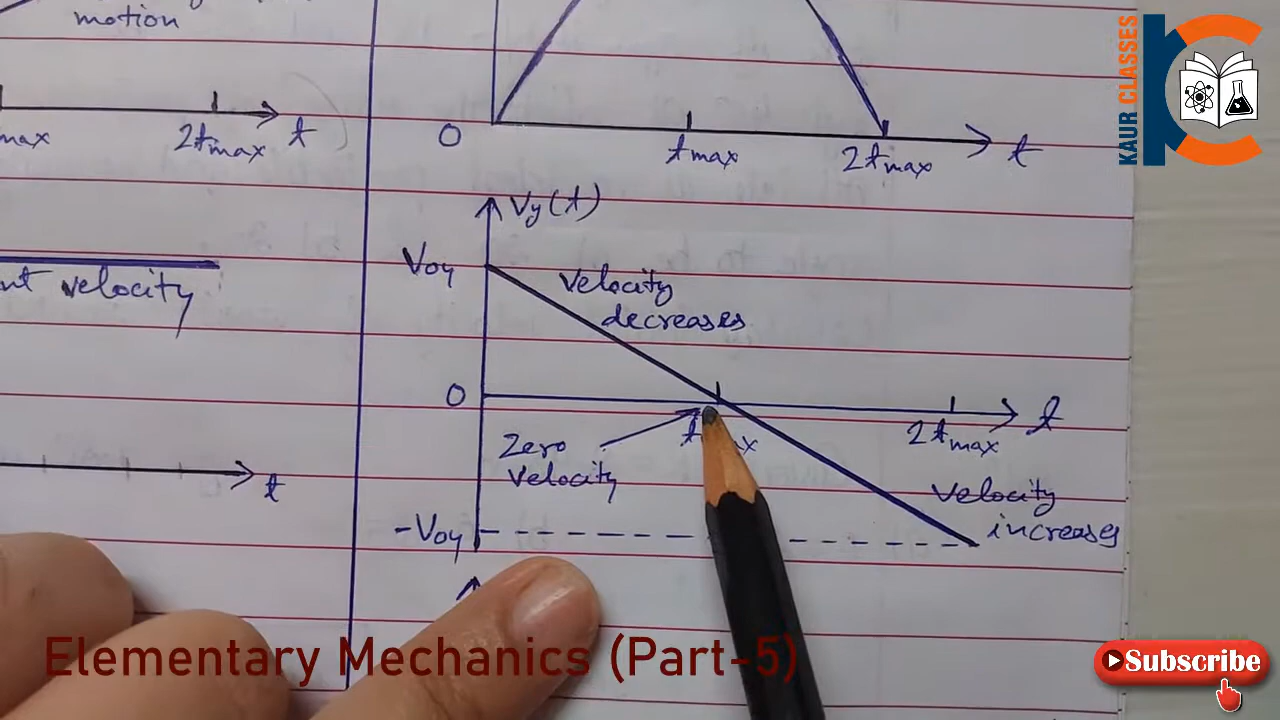 motion
max
2tmax
t
0
tmax
2tmax
t
Vy(t)
Voy
Velocity
decreases
nt velocity
0
t
2tmax
Zero
velocity
t
Velocity
increases
-Voy
Elementary Mechanics (Part-5)
KAUR CLASSES
Subscribe